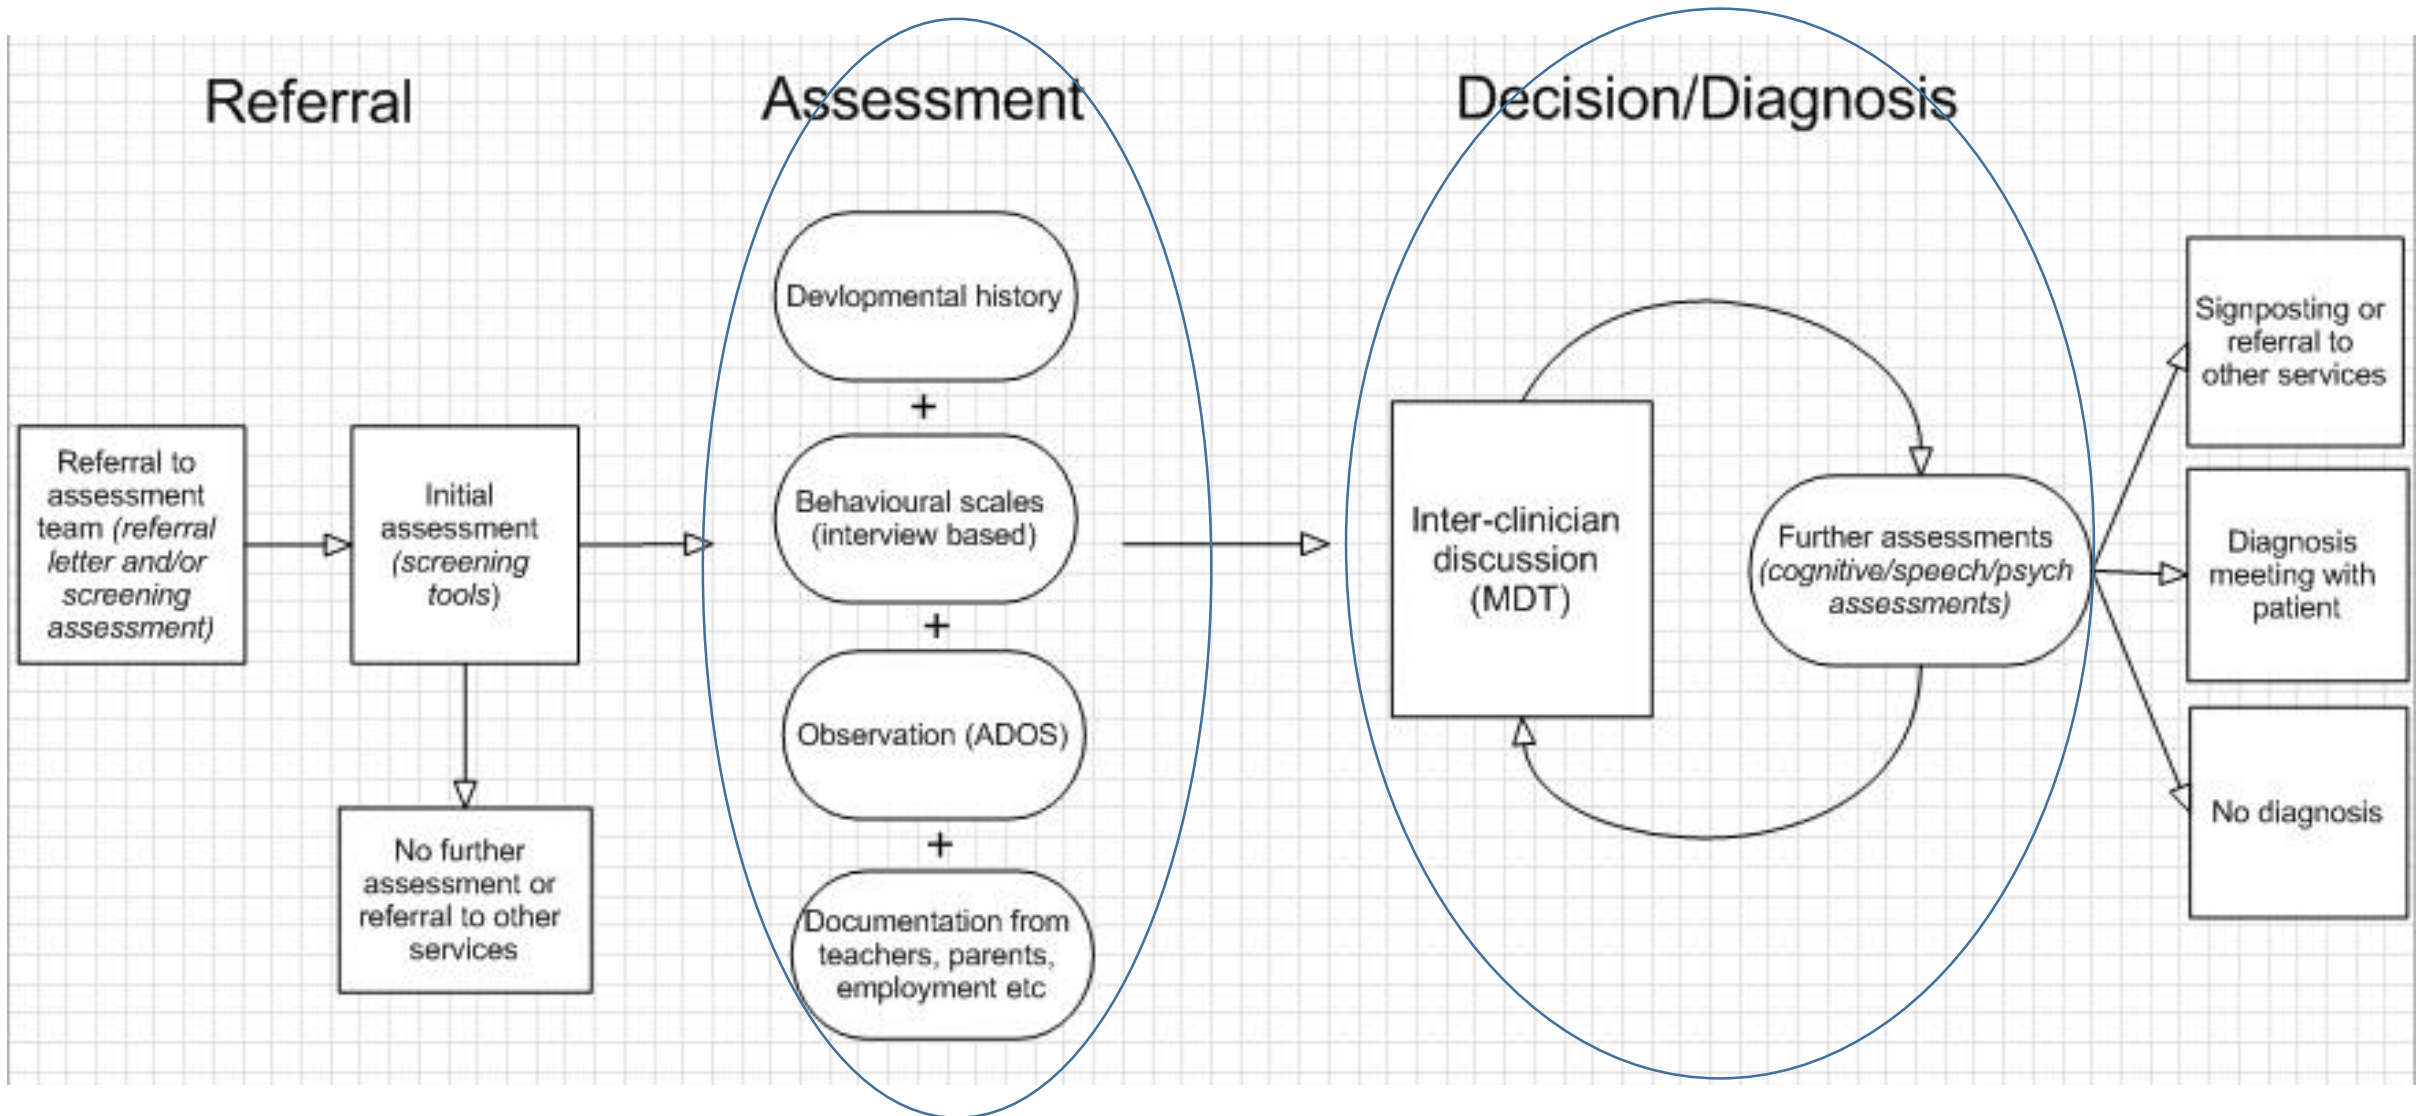 Referral
Assessment
Decision/Diagnosis
Referral to
assessment
team (referral
letter and/or
screening
assessment)
Initial
assessment
(screening
tools)
No further
assessment or
referral to other
services
Devlopmental history
+
Behavioural scales
(interview based)
+
Observation (ADOS)
+
Documentation from
teachers, parents,
employment etc
Inter-clinician
discussion
(MDT)
Further assessments
(cognitive/speech/psych
assessments)
Signposting or
referral to
other services
Diagnosis
meeting with
patient
No diagnosis